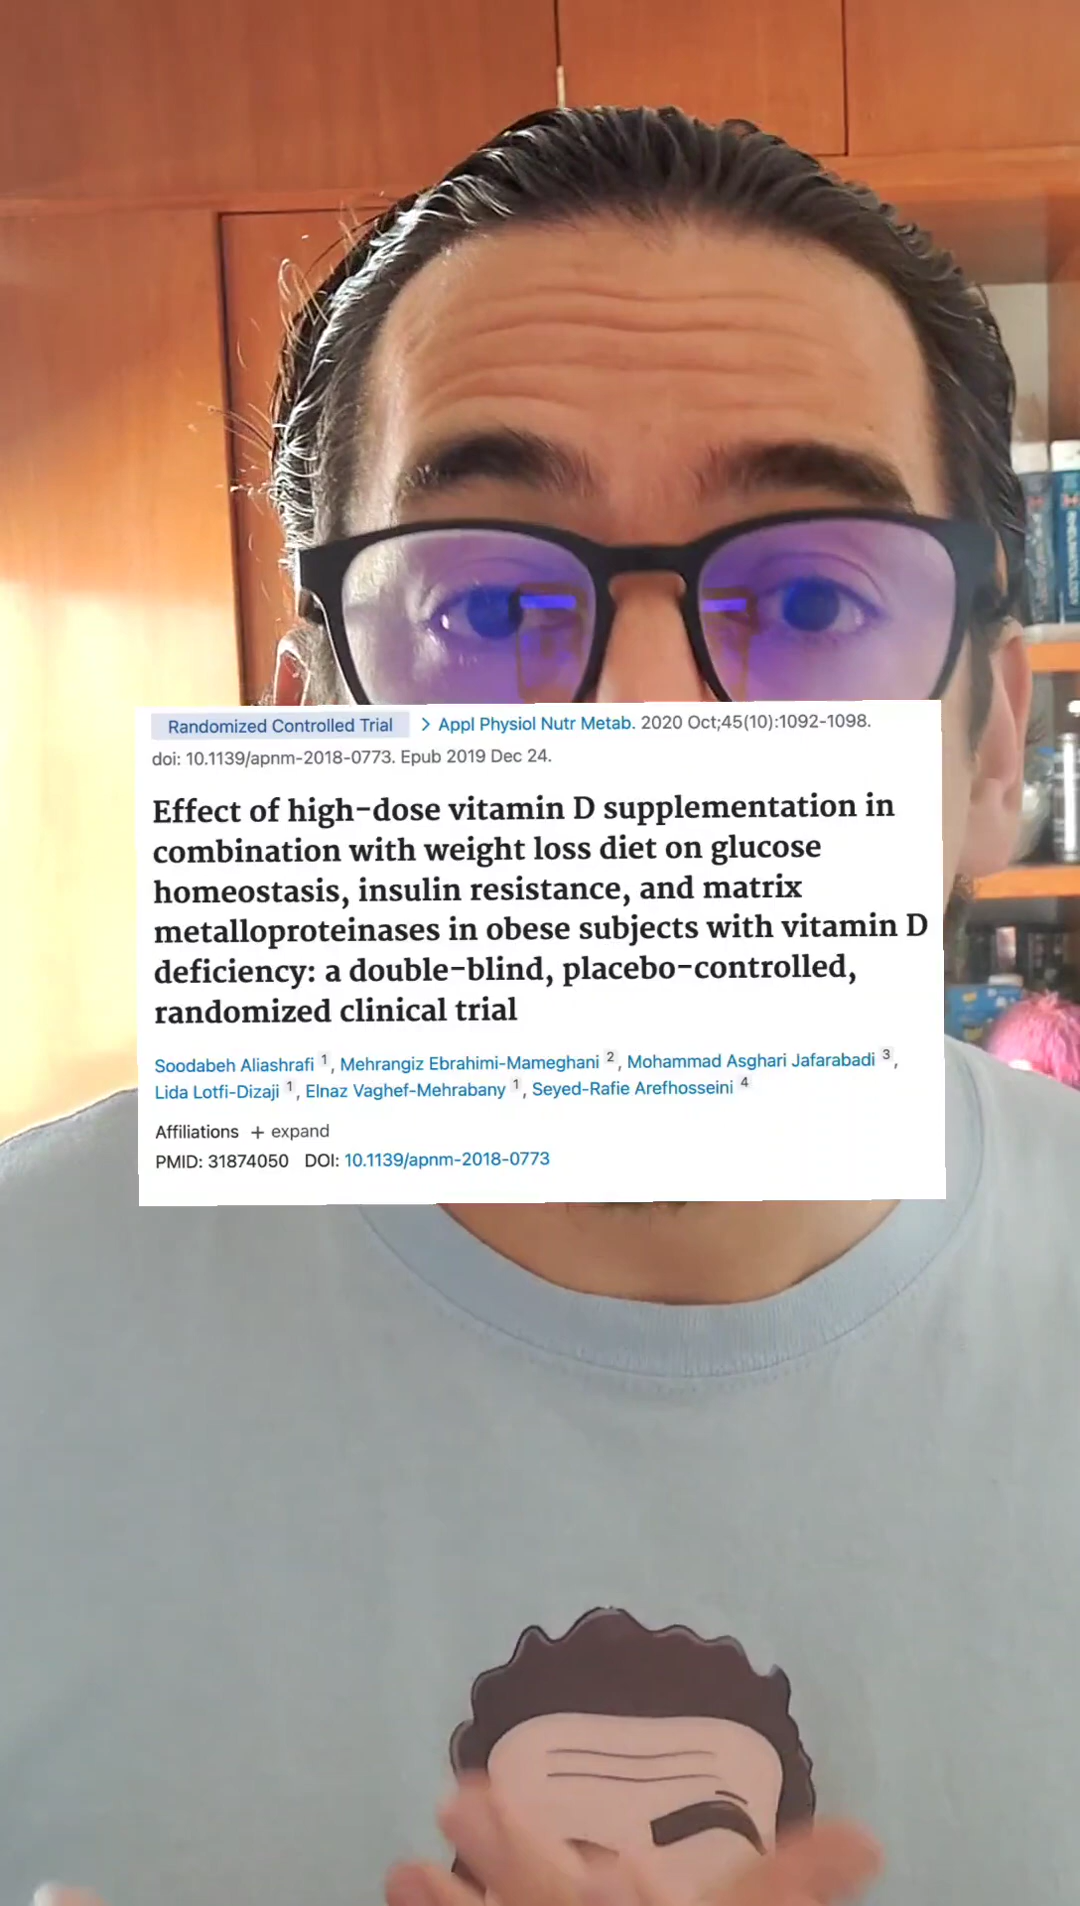 Randomized Controlled Trial > Appl Physiol Nutr Metab. 2020 Oct;45(10):1092-1098.
doi: 10.1139/apnm-2018-0773. Epub 2019 Dec 24.
Effect of high-dose vitamin D supplementation in
combination with weight loss diet on glucose
homeostasis, insulin resistance, and matrix
metalloproteinases in obese subjects with vitamin D
deficiency: a double-blind, placebo-controlled,
randomized clinical trial
Soodabeh Aliashrafi 1, Mehrangiz Ebrahimi-Mameghani 2, Mohammad Asghari Jafarabadi 3,
Lida Lotfi-Dizaji 1, Elnaz Vaghef-Mehrabany 1, Seyed-Rafie Arefhosseini 4
Affiliations + expand
PMID: 31874050 DOI: 10.1139/apnm-2018-0773